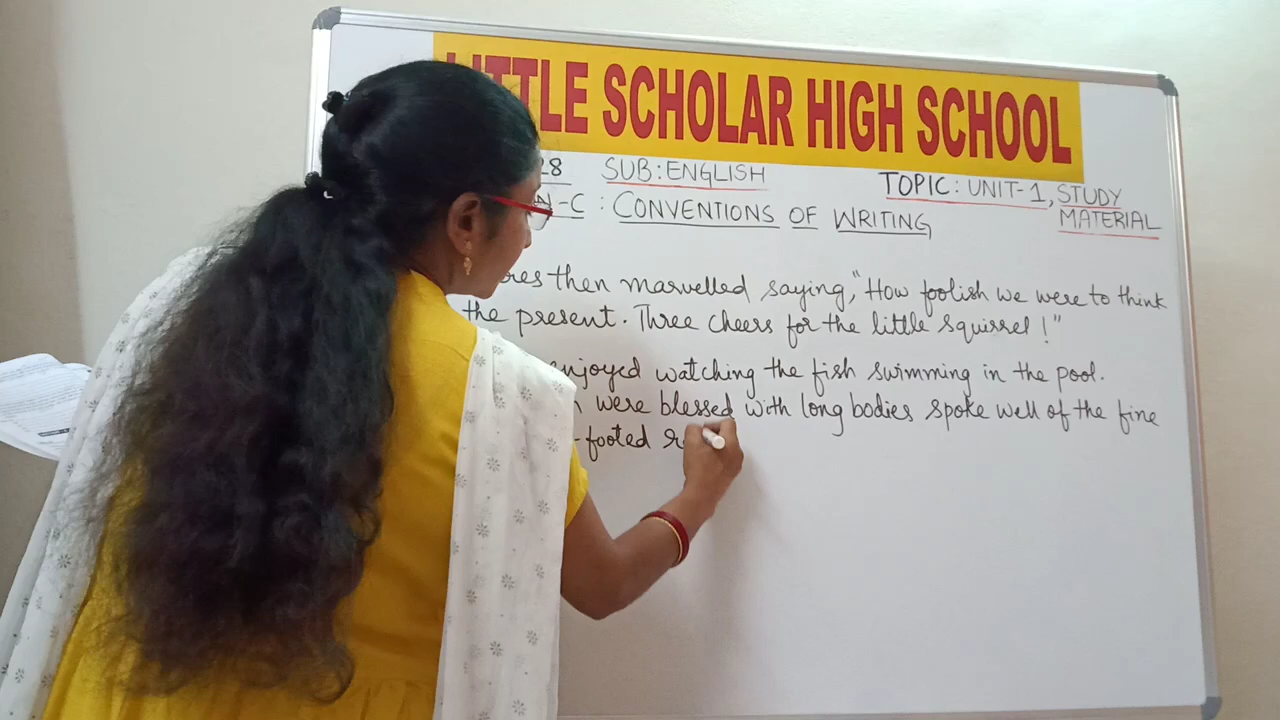 LITTLE SCHOLAR HIGH SCHOOL
28 SUB: ENGLISH TOPIC: UNIT-1, STUDY MATERIAL
N-C : CONVENTIONS OF WRITING
then marvelled saying, "How foolish we were to think
the present. Three cheers for the little squirrel!"
enjoyed watching the fish swimming in the pool.
were blessed with long bodies spoke well of the fine
-footed